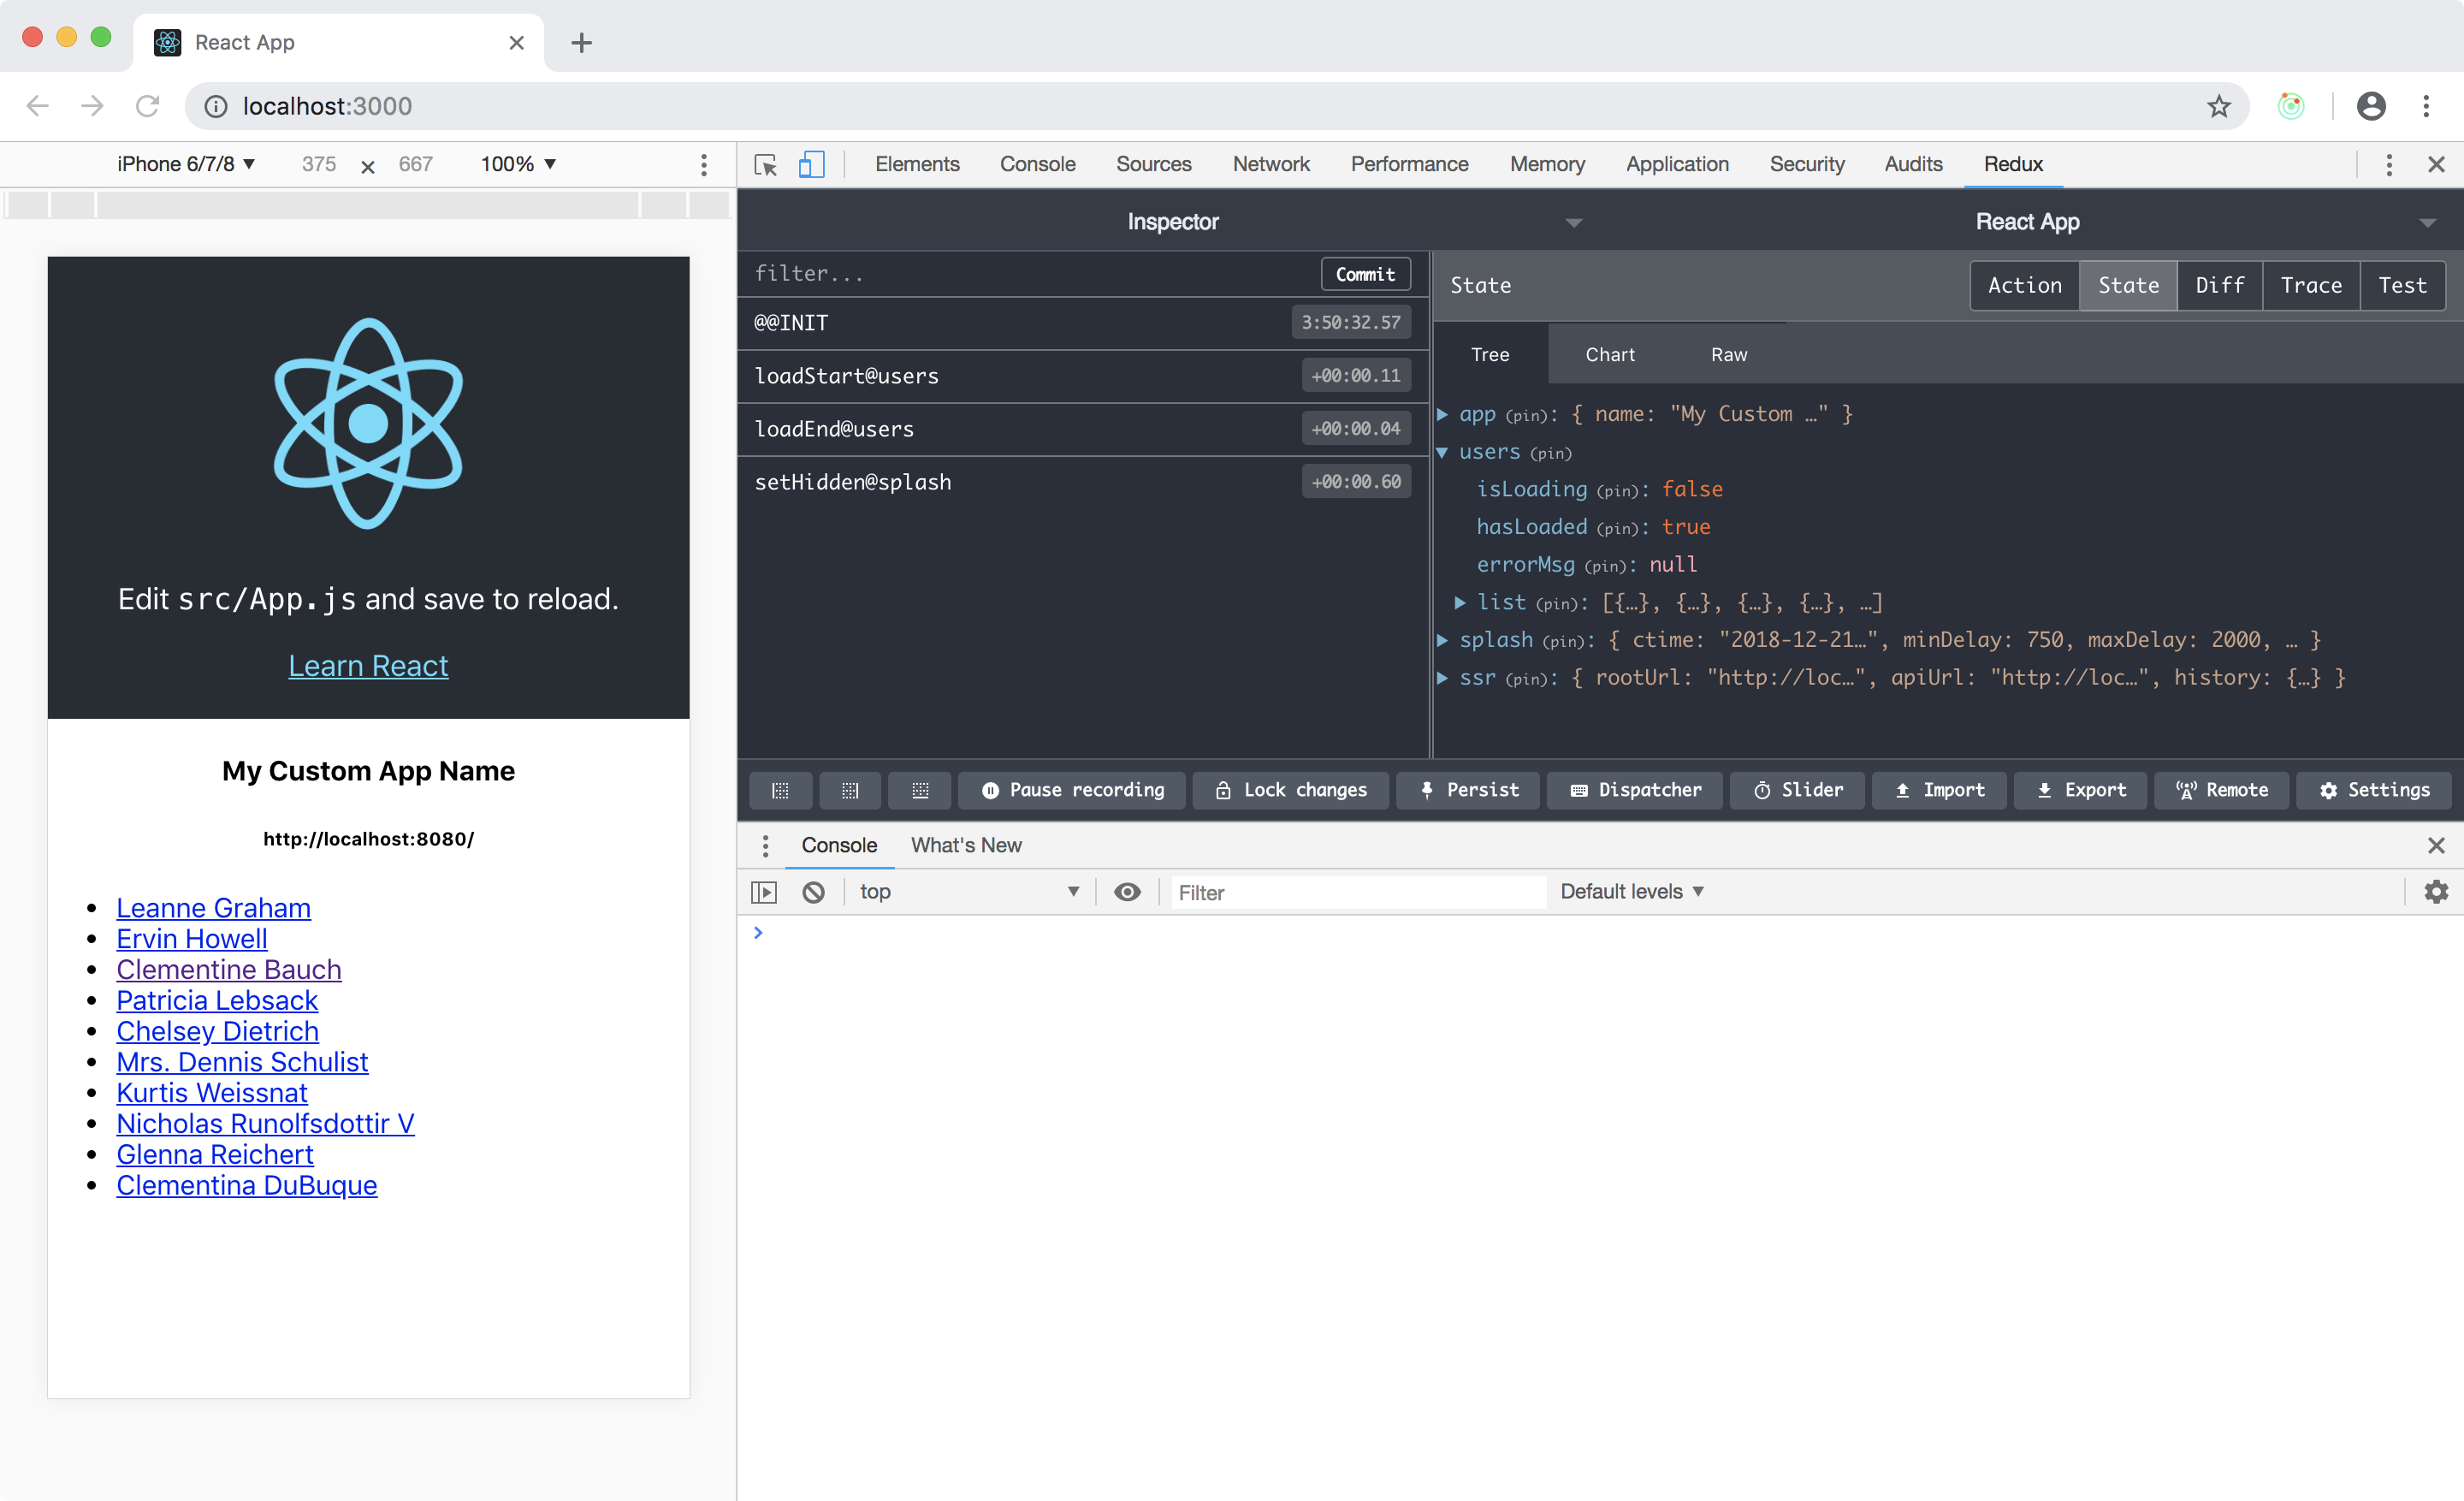 React App
localhost:3000
iPhone 6/7/8 ▼ 375 × 667 100% ▼
Edit src/App.js and save to reload.
Learn React
My Custom App Name
http://localhost:8080/
Leanne Graham
Ervin Howell
Clementine Bauch
Patricia Lebsack
Chelsey Dietrich
Mrs. Dennis Schulist
Kurtis Weissnat
Nicholas Runolfsdottir V
Glenna Reichert
Clementina DuBuque
Elements Console Sources Network Performance Memory Application Security Audits Redux
Inspector React App
filter... Commit
@@INIT 3:50:32.57
loadStart@users +00:00.11
loadEnd@users +00:00.04
setHidden@splash +00:00.60
State Action State Diff Trace Test
Tree Chart Raw
▶ app (pin): { name: "My Custom …" }
▼ users (pin)
isLoading (pin): false
hasLoaded (pin): true
errorMsg (pin): null
▶ list (pin): [{…}, {…}, {…}, {…}, …]
▶ splash (pin): { ctime: "2018-12-21…", minDelay: 750, maxDelay: 2000, … }
▶ ssr (pin): { rootUrl: "http://loc…", apiUrl: "http://loc…", history: {…} }
Pause recording Lock changes Persist Dispatcher Slider Import Export Remote Settings
Console What's New
top ▼ Filter Default levels ▼